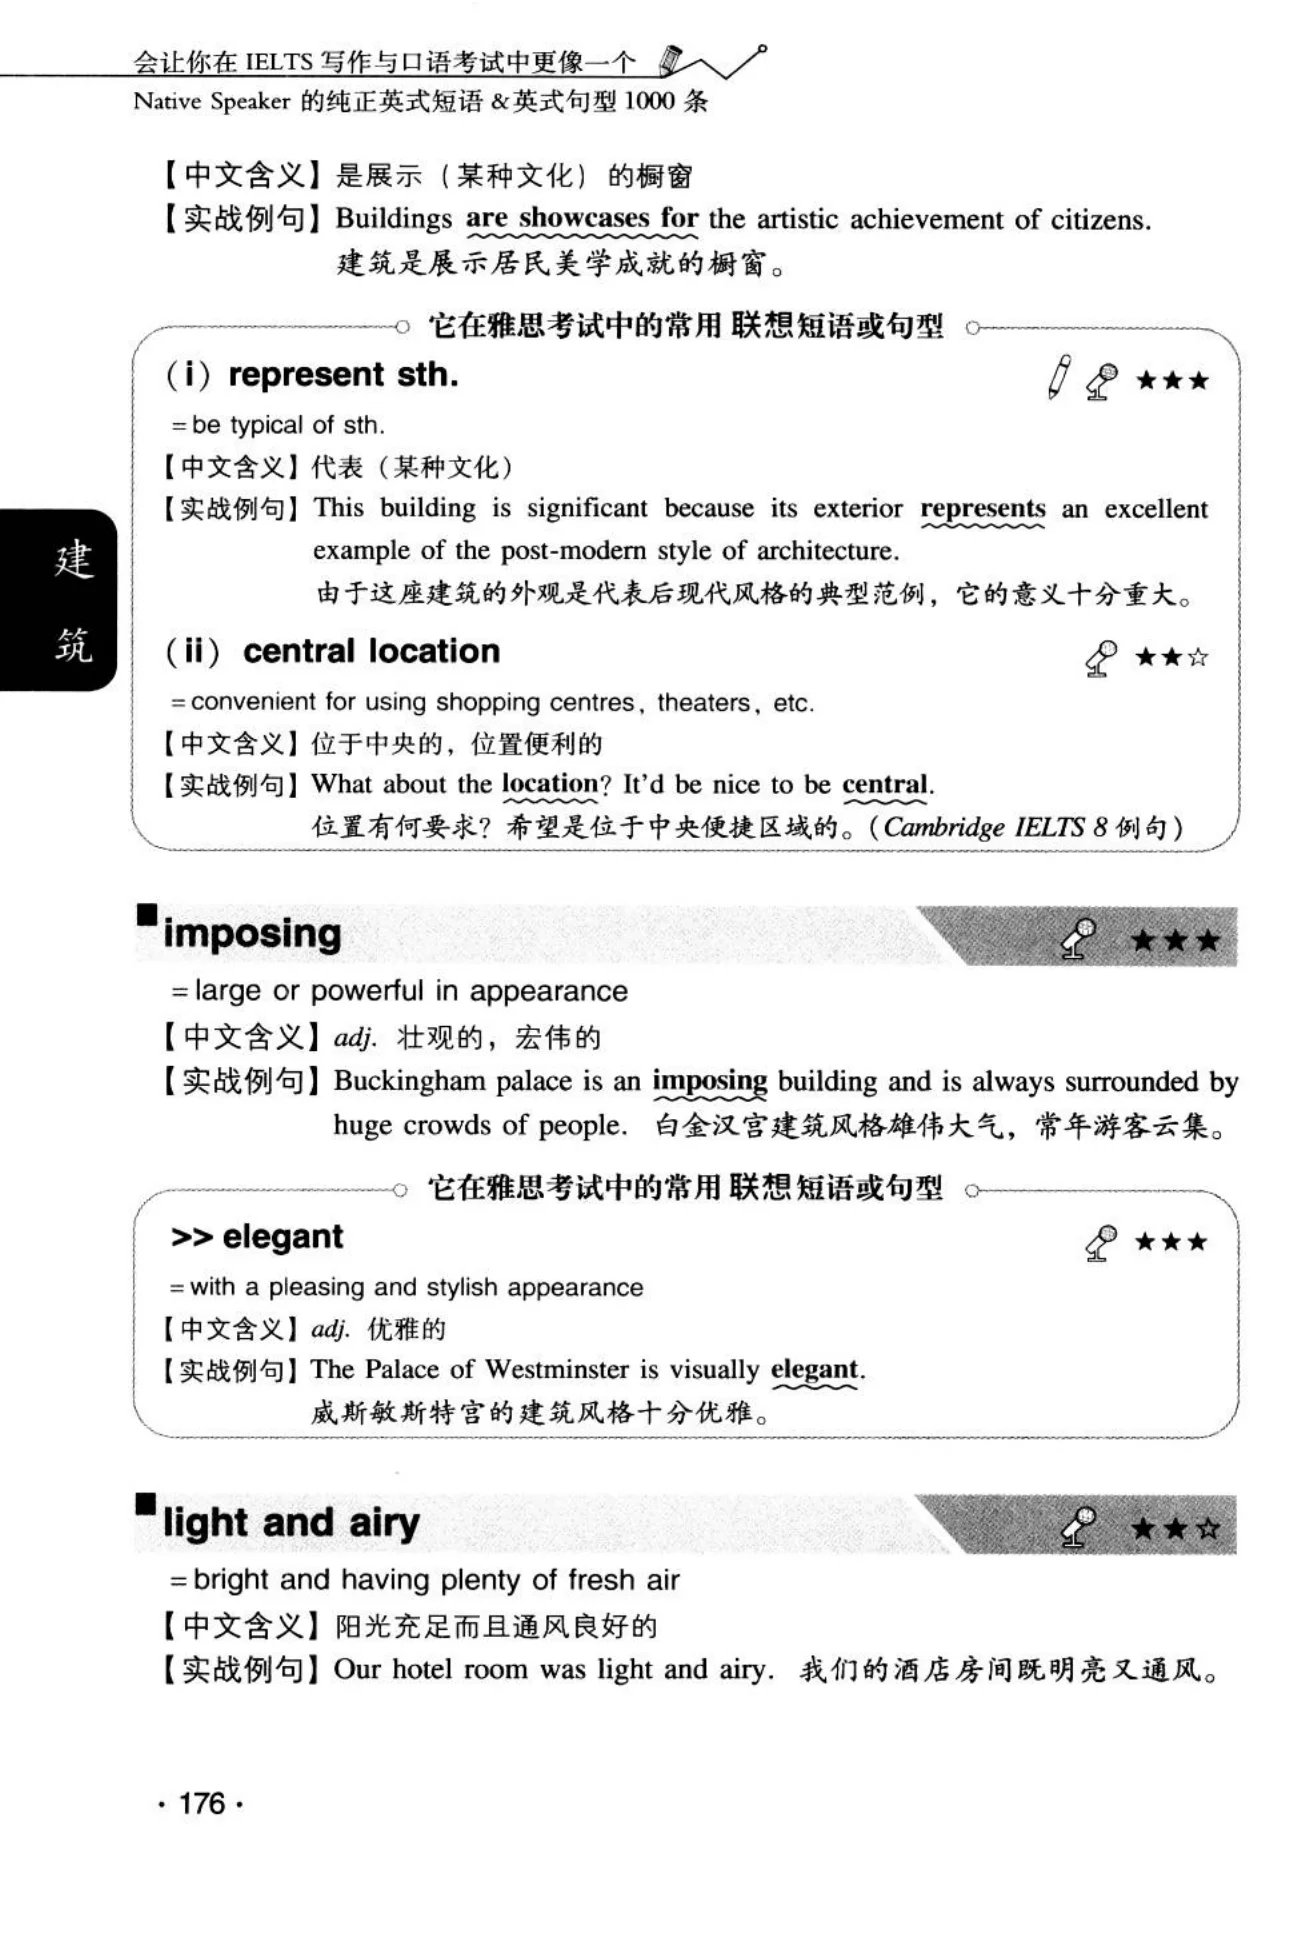 会让你在 IELTS 写作与口语考试中更像一个
Native Speaker 的纯正英式短语 & 英式句型 1000 条
【中文含义】是展示（某种文化）的橱窗
【实战例句】Buildings are showcases for the artistic achievement of citizens.
建筑是展示居民美学成就的橱窗。
它在雅思考试中的常用 联想短语或句型
（i）represent sth. ★★★
=be typical of sth.
【中文含义】代表（某种文化）
【实战例句】This building is significant because its exterior represents an excellent
example of the post-modern style of architecture.
由于这座建筑的外观是代表后现代风格的典型范例，它的意义十分重大。
建
筑
（ii）central location ★★☆
=convenient for using shopping centres, theaters, etc.
【中文含义】位于中央的，位置便利的
【实战例句】What about the location? It'd be nice to be central.
位置有何要求？希望是位于中央便捷区域的。（Cambridge IELTS 8 例句）
■imposing ★★★
=large or powerful in appearance
【中文含义】adj. 壮观的，宏伟的
【实战例句】Buckingham palace is an imposing building and is always surrounded by
huge crowds of people. 白金汉宫建筑风格雄伟大气，常年游客云集。
它在雅思考试中的常用 联想短语或句型
>> elegant ★★★
=with a pleasing and stylish appearance
【中文含义】adj. 优雅的
【实战例句】The Palace of Westminster is visually elegant.
威斯敏斯特宫的建筑风格十分优雅。
■light and airy ★★☆
=bright and having plenty of fresh air
【中文含义】阳光充足而且通风良好的
【实战例句】Our hotel room was light and airy. 我们的酒店房间既明亮又通风。
· 176 ·